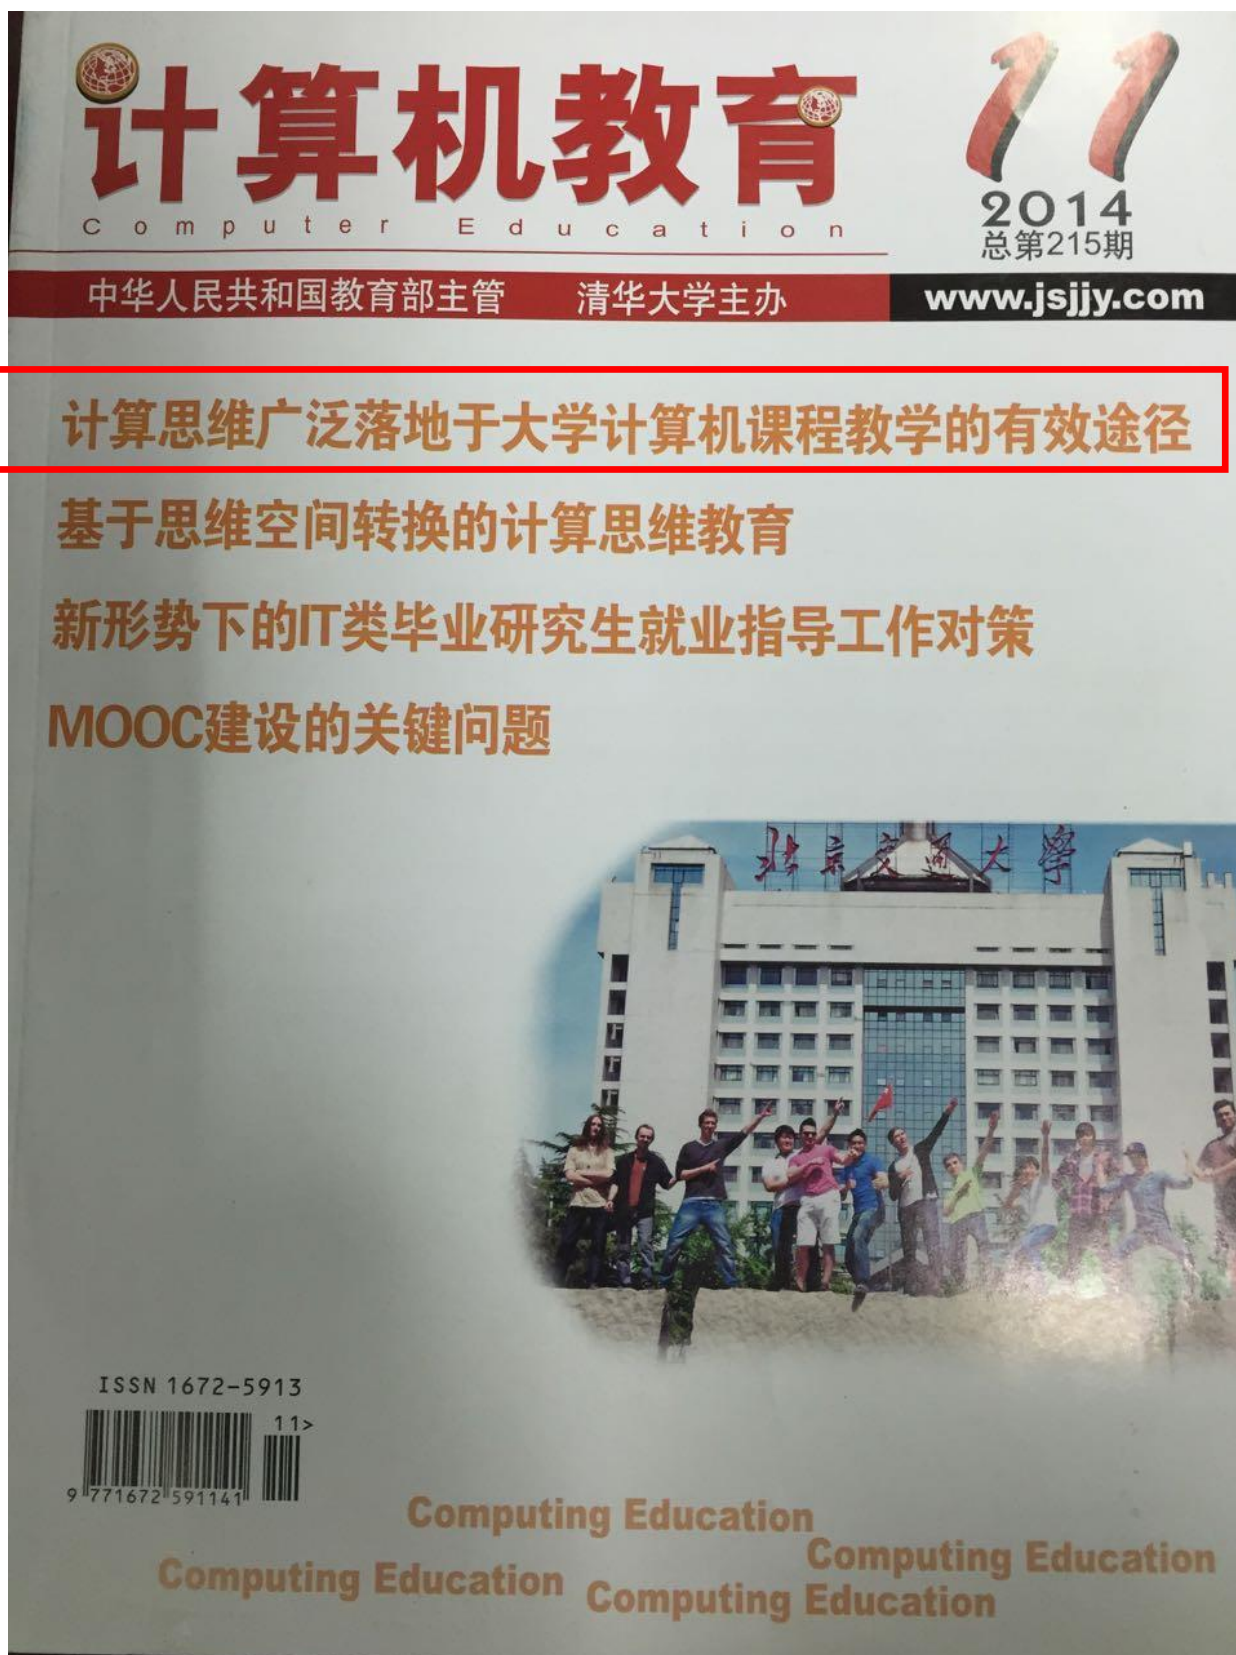 计算机教育
Computer Education
11
2014
总第215期
中华人民共和国教育部主管 清华大学主办
www.jsjjy.com
计算思维广泛落地于大学计算机课程教学的有效途径
基于思维空间转换的计算思维教育
新形势下的IT类毕业研究生就业指导工作对策
MOOC建设的关键问题
北京交通大学
ISSN 1672-5913
11>
9 771672 591141
Computing Education
Computing Education
Computing Education
Computing Education